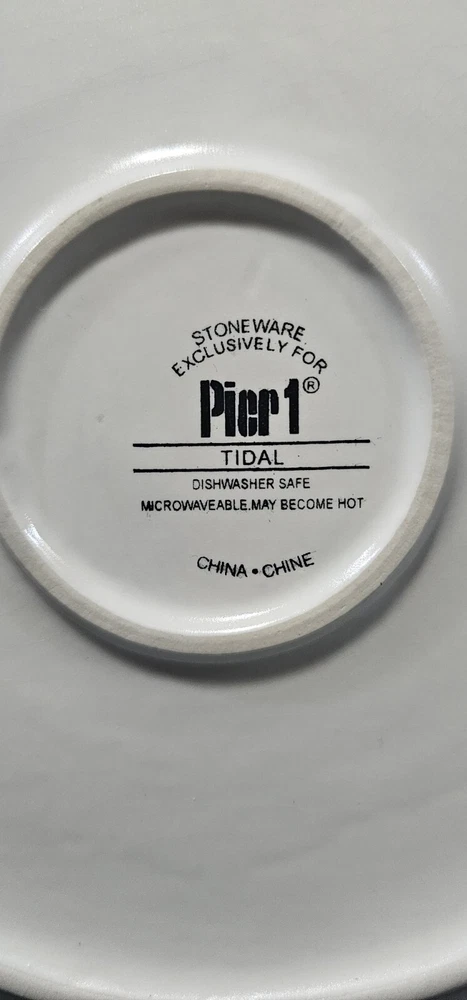 STONEWARE
EXCLUSIVELY FOR
Pier 1®
TIDAL
DISHWASHER SAFE
MICROWAVEABLE.MAY BECOME HOT
CHINA • CHINE